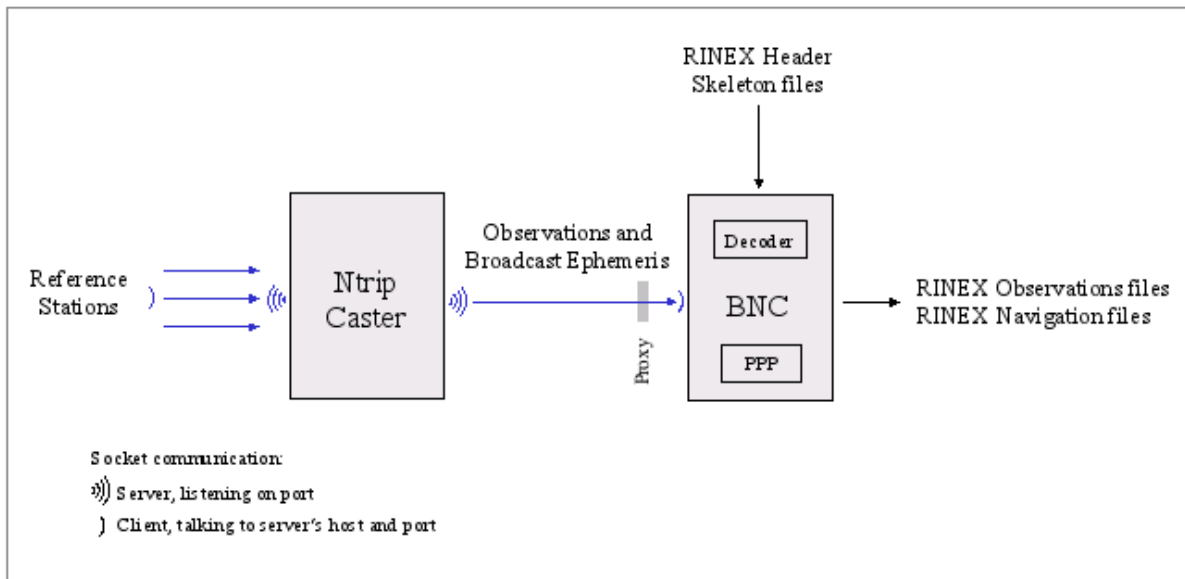 RINEX Header
Skeleton files
Reference
Stations
Ntrip
Caster
Observations and
Broadcast Ephemeris
Proxy
Decoder
BNC
PPP
RINEX Observations files
RINEX Navigation files
Socket communication:
Server, listening on port
Client, talking to server's host and port